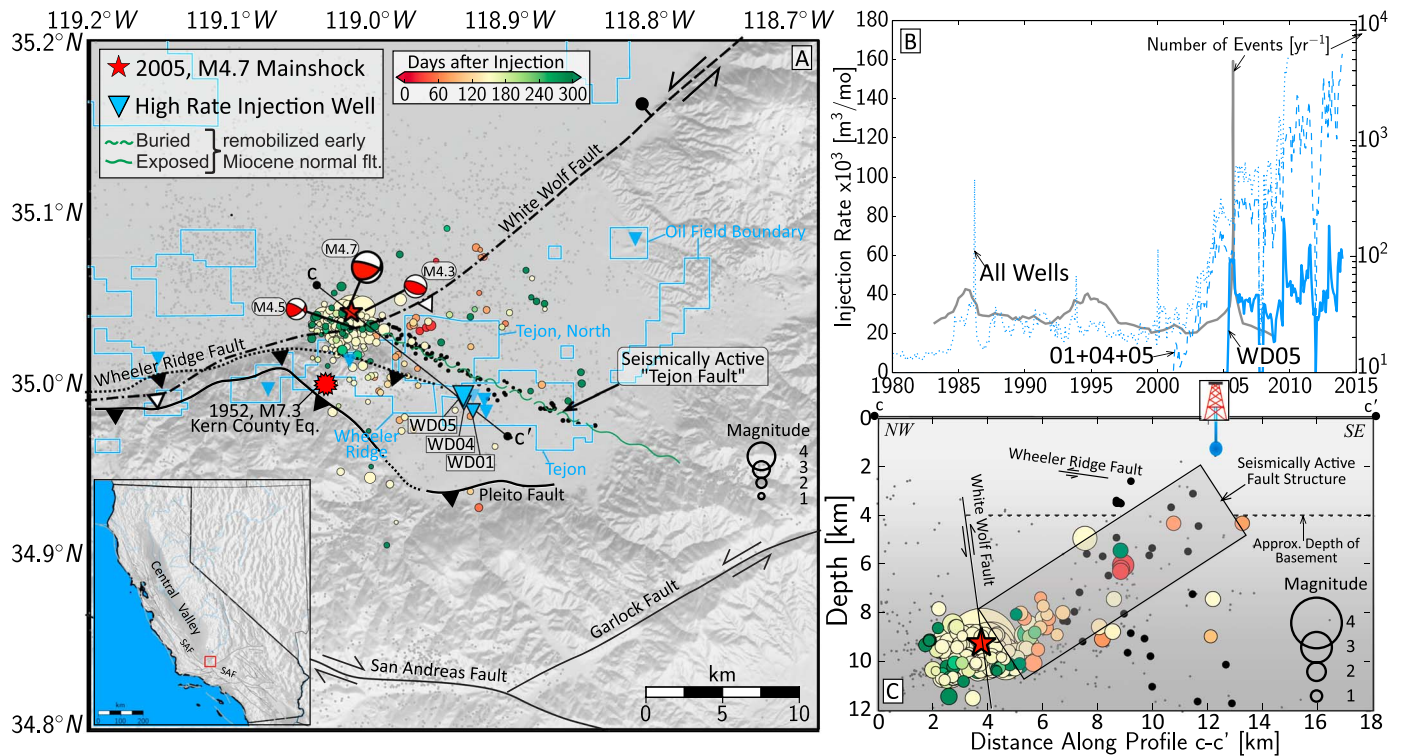 119.2°W 119.1°W 119.0°W 118.9°W 118.8°W 118.7°W
35.2°N
35.1°N
35.0°N
34.9°N
34.8°N
A
2005, M4.7 Mainshock
High Rate Injection Well
Buried
Exposed
remobilized early
Miocene normal flt.
Days after Injection
0 60 120 180 240 300
White Wolf Fault
M4.7
M4.3
M4.5
c
Oil Field Boundary
Tejon, North
Wheeler Ridge Fault
Seismically Active
"Tejon Fault"
1952, M7.3
Kern County Eq.
Wheeler
Ridge
WD05
WD04
WD01
c'
Tejon
Pleito Fault
Magnitude
4
3
2
1
Garlock Fault
San Andreas Fault
km
0 5 10
Central Valley
SAF
SAF
km
0 100 200
B
Injection Rate x10³ [m³/mo]
180
160
140
120
100
80
60
40
20
0
Number of Events [yr⁻¹]
10⁴
10³
10²
10¹
All Wells
01+04+05
WD05
1980 1985 1990 1995 2000 2005 2010 2015
c
c'
NW
SE
Depth [km]
0
2
4
6
8
10
12
Wheeler Ridge Fault
White Wolf Fault
Seismically Active
Fault Structure
Approx. Depth of
Basement
Magnitude
4
3
2
1
C
0 2 4 6 8 10 12 14 16 18
Distance Along Profile c-c' [km]